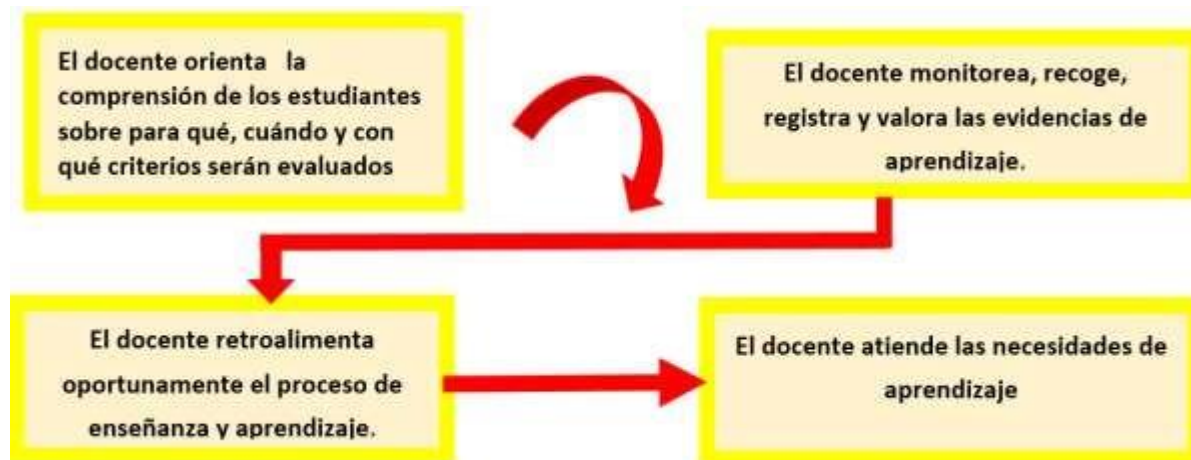 El docente orienta la
comprensión de los estudiantes
sobre para qué, cuándo y con
qué criterios serán evaluados
El docente monitorea, recoge,
registra y valora las evidencias de
aprendizaje.
El docente retroalimenta
oportunamente el proceso de
enseñanza y aprendizaje.
El docente atiende las necesidades de
aprendizaje